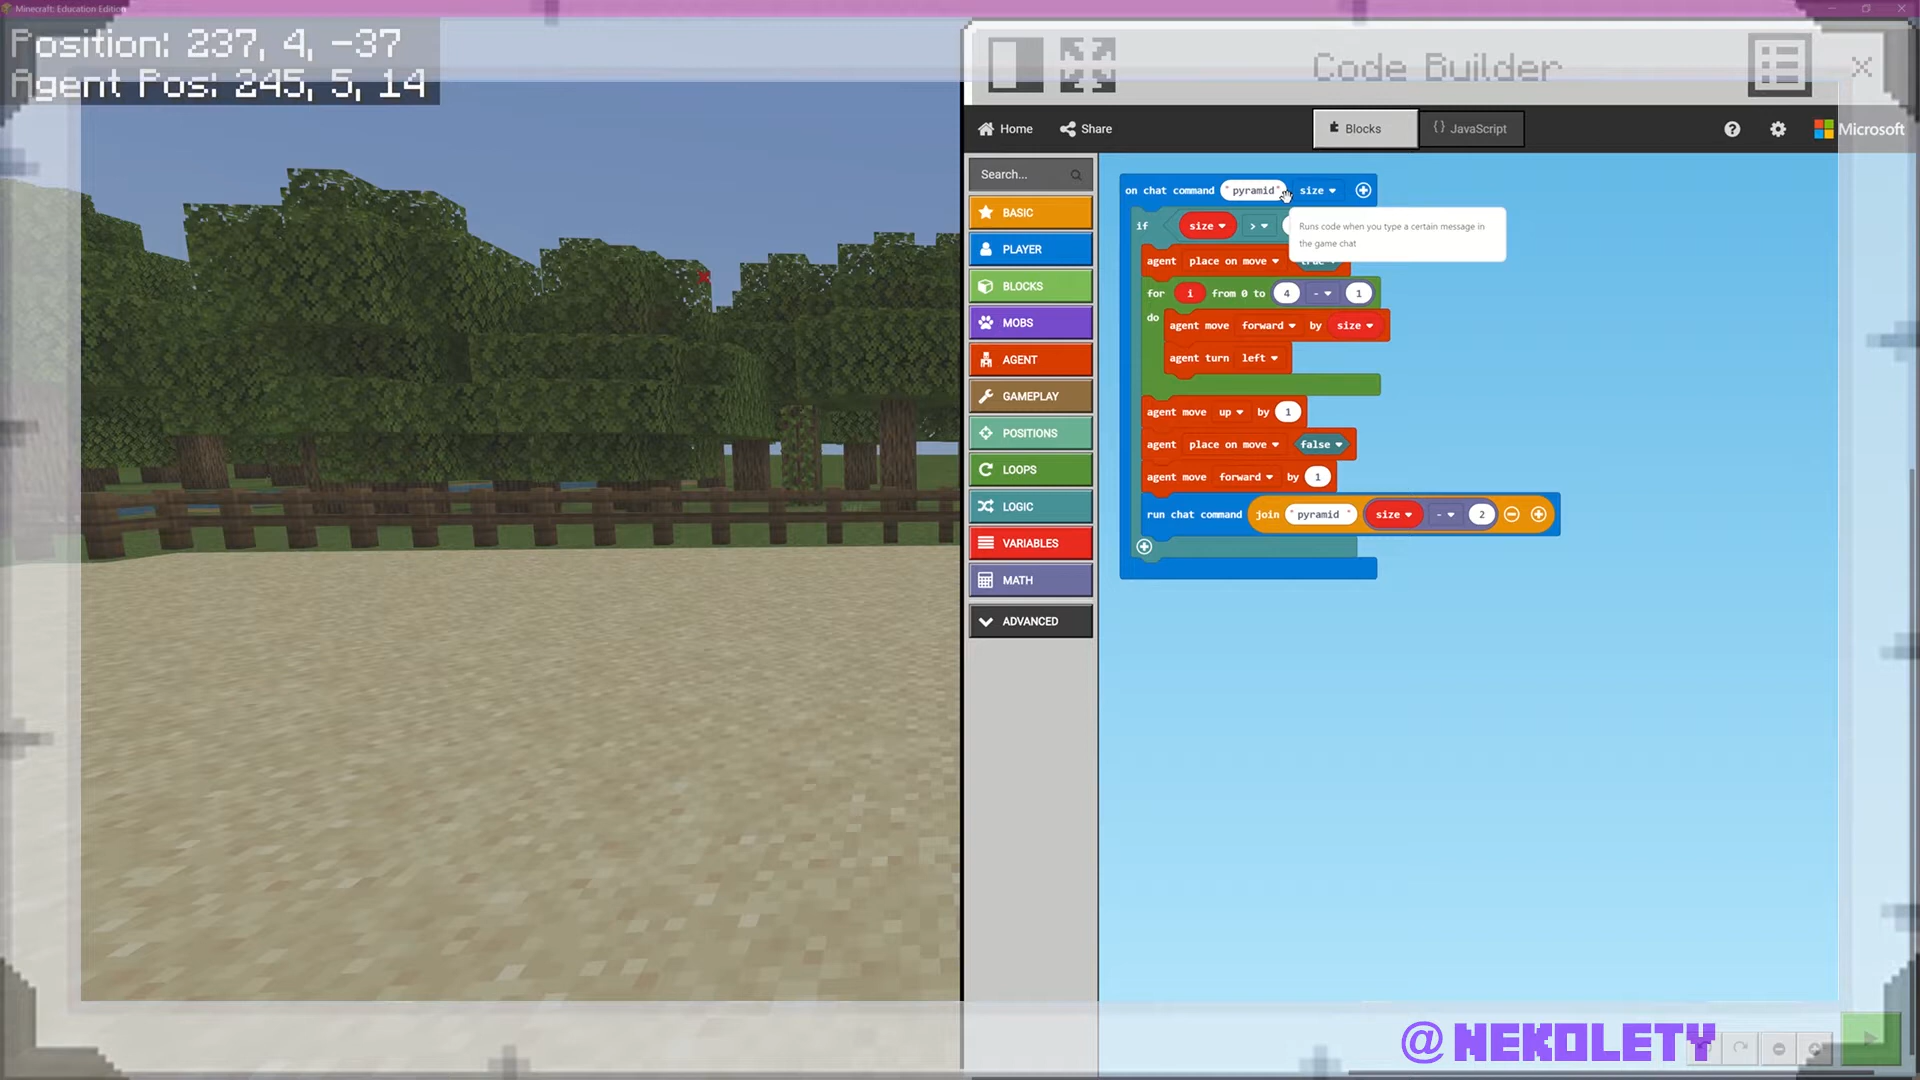 Minecraft: Education Edition
Position: 237, 4, -37
Agent Pos: 245, 5, 14
Code Builder
Home
Share
Blocks
{} JavaScript
Microsoft
Search...
BASIC
PLAYER
BLOCKS
MOBS
AGENT
GAMEPLAY
POSITIONS
LOOPS
LOGIC
VARIABLES
MATH
ADVANCED
on chat command "pyramid" size
if size >
Runs code when you type a certain message in
the game chat
agent place on move true
for i from 0 to 4 - 1
do
agent move forward by size
agent turn left
agent move up by 1
agent place on move false
agent move forward by 1
run chat command join "pyramid " size - 2
@NEKOLETY